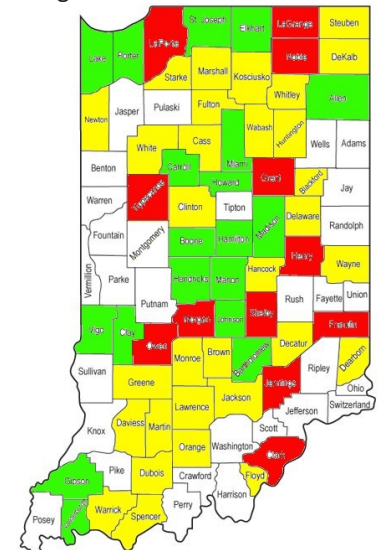 St. Joseph
LaGrange
Steuben
Elkhart
LaPorte
Lake
Porter
Noble
DeKalb
Marshall
Starke
Kosciusko
Whitley
Allen
Fulton
Pulaski
Newton
Jasper
Wabash
Huntington
Wells
Adams
White
Cass
Miami
Carroll
Benton
Grant
Blackford
Jay
Howard
Warren
Tippecanoe
Clinton
Tipton
Madison
Delaware
Randolph
Fountain
Montgomery
Boone
Hamilton
Henry
Wayne
Hancock
Vermillion
Parke
Hendricks
Marion
Putnam
Rush
Fayette
Union
Morgan
Johnson
Shelby
Franklin
Vigo
Clay
Owen
Decatur
Monroe
Brown
Bartholomew
Dearborn
Sullivan
Ripley
Greene
Jennings
Ohio
Jackson
Switzerland
Lawrence
Jefferson
Daviess
Martin
Scott
Knox
Washington
Orange
Clark
Pike
Dubois
Crawford
Floyd
Gibson
Harrison
Perry
Warrick
Posey
Spencer